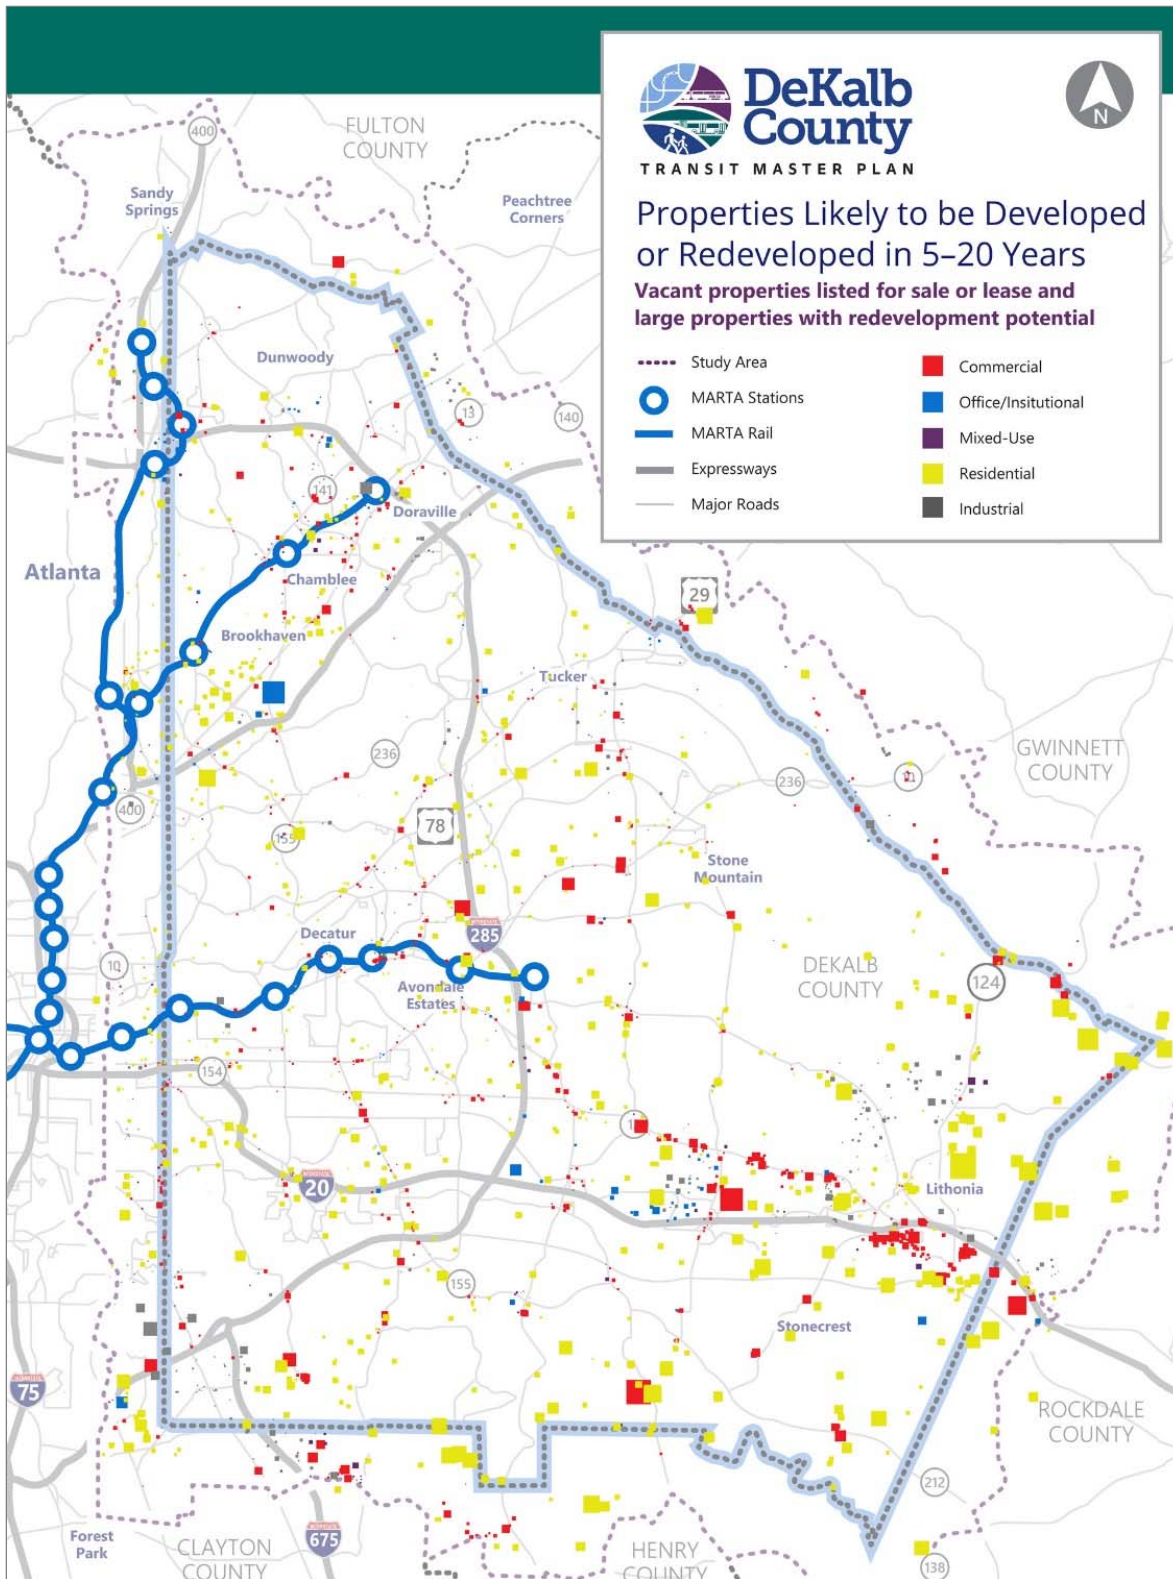 DeKalb
County
TRANSIT MASTER PLAN
N
Properties Likely to be Developed
or Redeveloped in 5–20 Years
Vacant properties listed for sale or lease and
large properties with redevelopment potential
Study Area
MARTA Stations
MARTA Rail
Expressways
Major Roads
Commercial
Office/Insitutional
Mixed-Use
Residential
Industrial
400
FULTON
COUNTY
Sandy
Springs
Peachtree
Corners
Dunwoody
13
140
141
Doraville
Atlanta
Chamblee
29
Brookhaven
Tucker
236
GWINNETT
COUNTY
236
400
78
155
Stone
Mountain
Decatur
285
10
DEKALB
COUNTY
124
Avondale
Estates
154
20
Lithonia
155
Stonecrest
75
ROCKDALE
COUNTY
212
Forest
Park
CLAYTON
COUNTY
675
HENRY
COUNTY
138